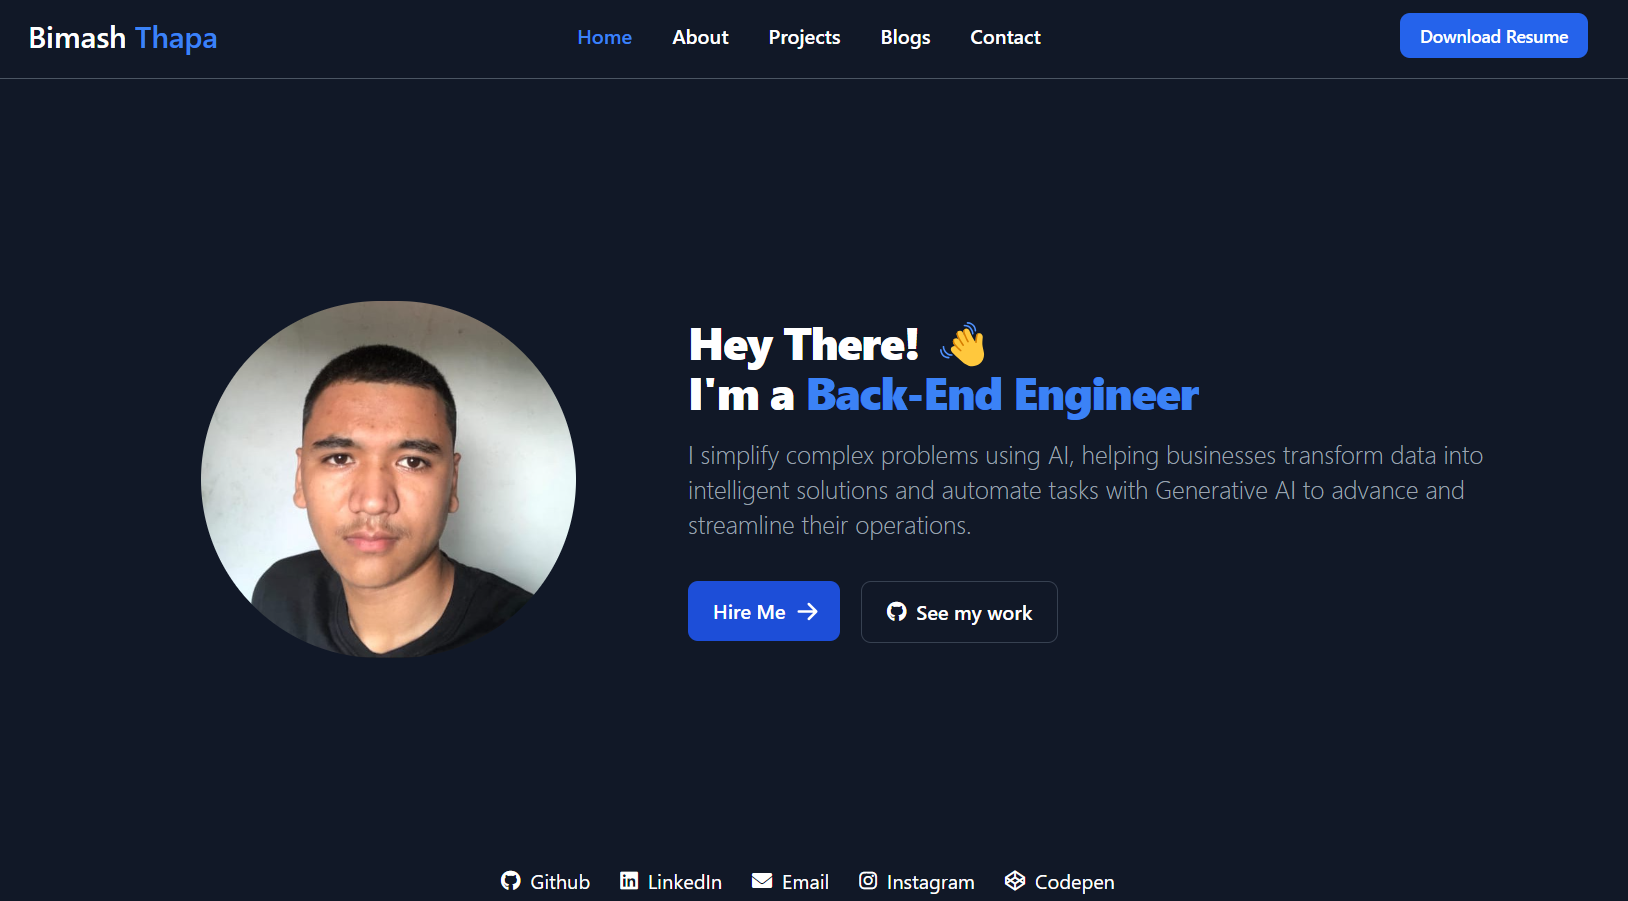 Bimash Thapa
Home About Projects Blogs Contact
Download Resume
Hey There! 👋
I'm a Back-End Engineer
I simplify complex problems using AI, helping businesses transform data into
intelligent solutions and automate tasks with Generative AI to advance and
streamline their operations.
Hire Me →
See my work
Github LinkedIn Email Instagram Codepen